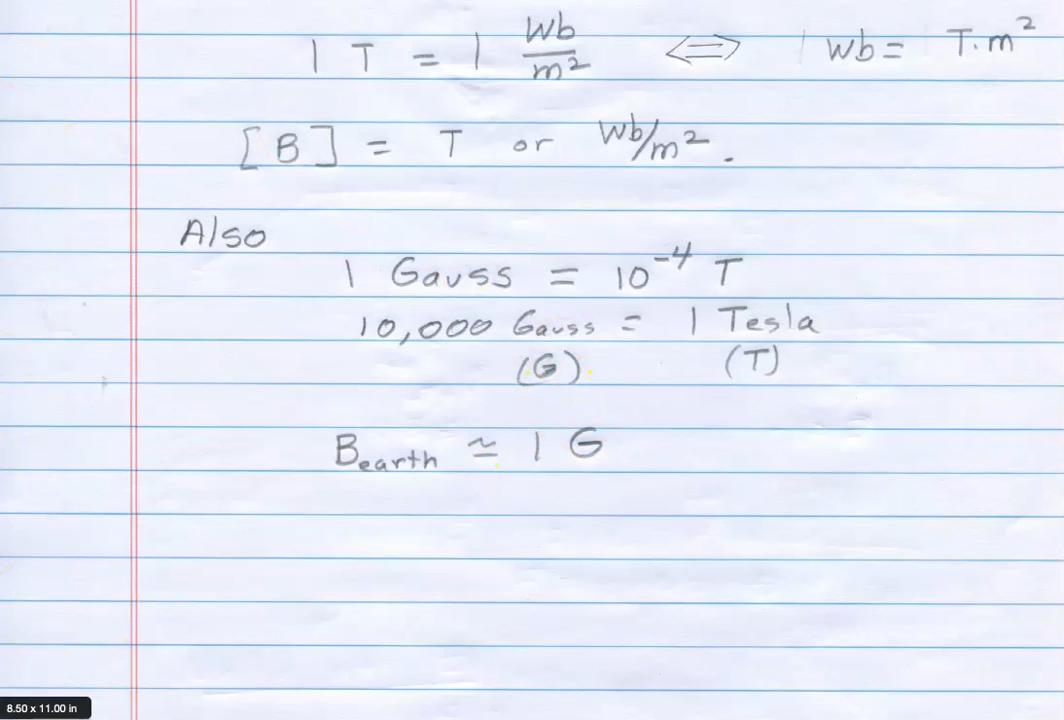 1 T = 1 Wb/m² ⟺ 1 Wb = T·m²
[B] = T or Wb/m².
Also
1 Gauss = 10⁻⁴ T
10,000 Gauss = 1 Tesla
(G) (T)
B_earth ≃ 1 G
8.50 x 11.00 in